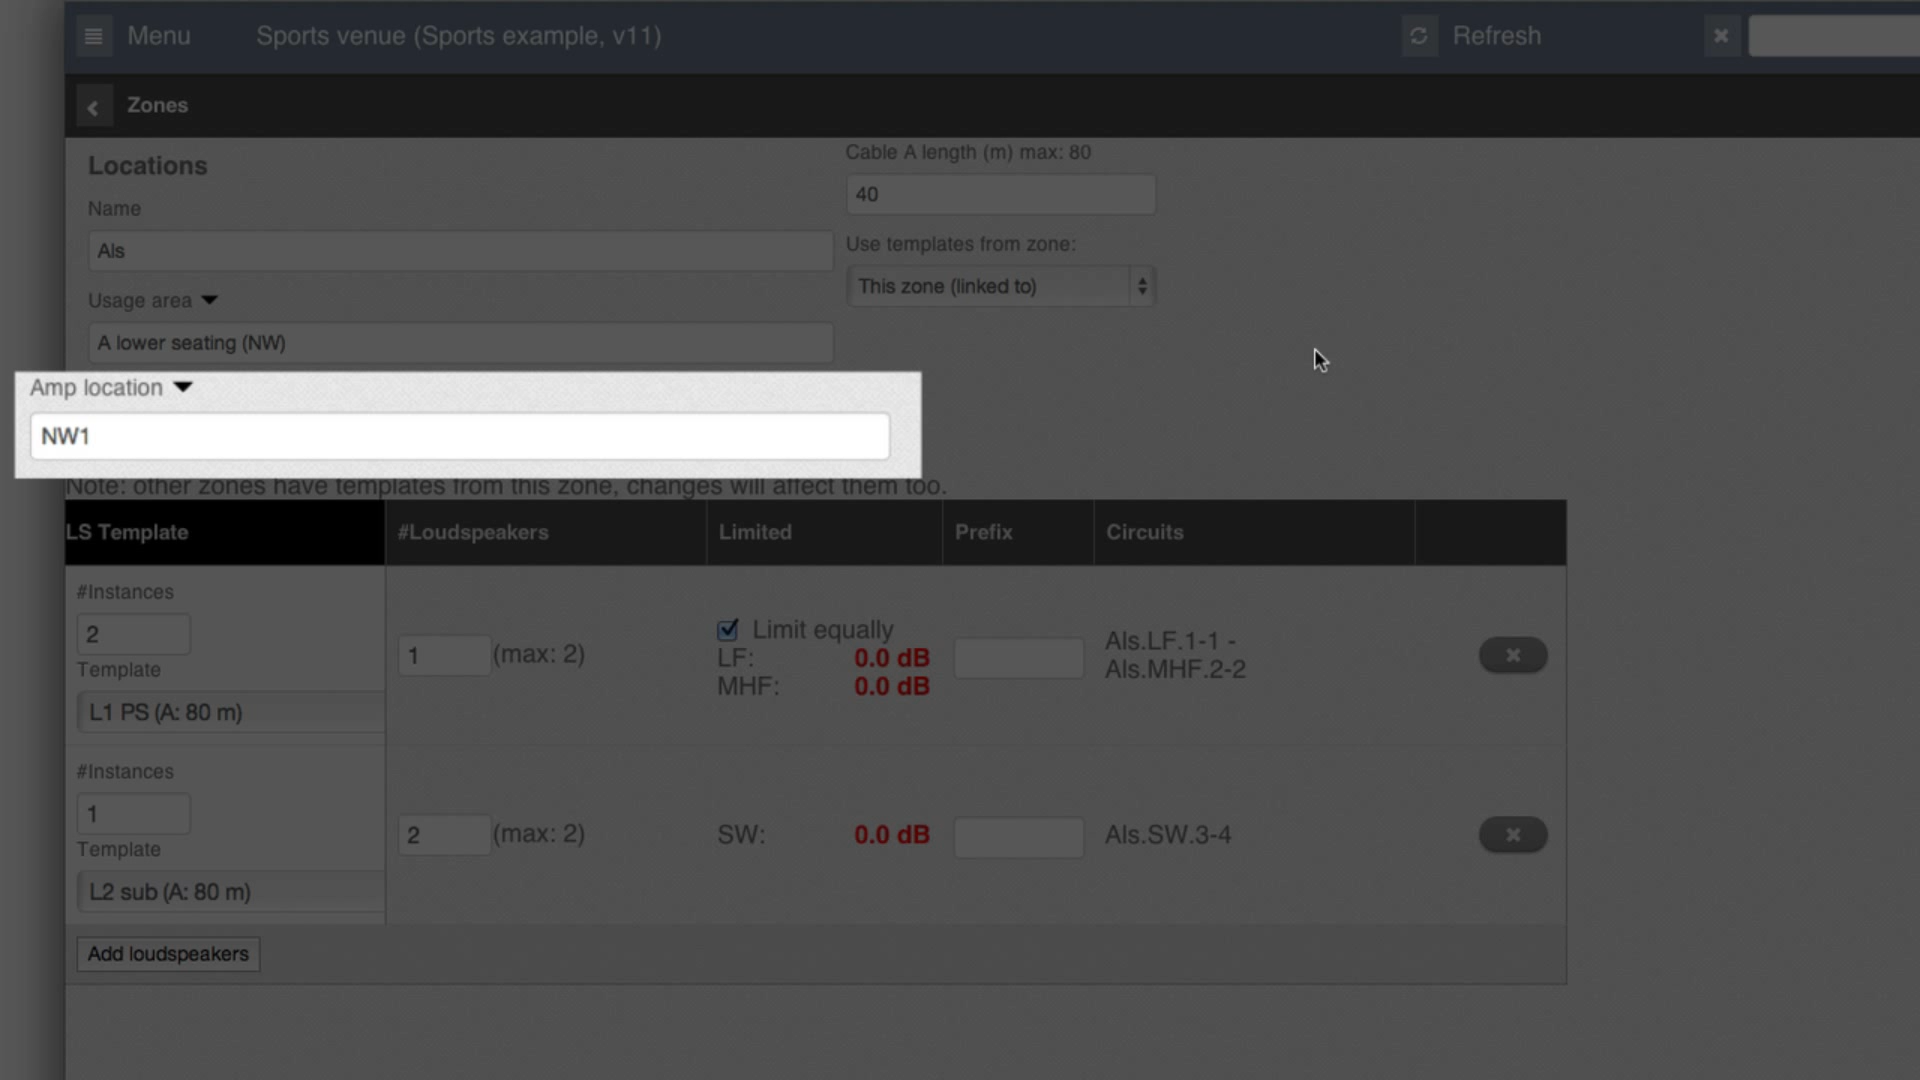 Menu
Sports venue (Sports example, v11)
Refresh
Zones
Locations
Name
Als
Usage area
A lower seating (NW)
Cable A length (m) max: 80
40
Use templates from zone:
This zone (linked to)
Amp location
NW1
Note: other zones have templates from this zone, changes will affect them too.
LS Template #Loudspeakers Limited Prefix Circuits
#Instances
2
Template
L1 PS (A: 80 m)
1 (max: 2)
Limit equally
LF: 0.0 dB
MHF: 0.0 dB
Als.LF.1-1 -
Als.MHF.2-2
#Instances
1
Template
L2 sub (A: 80 m)
2 (max: 2)
SW: 0.0 dB
Als.SW.3-4
Add loudspeakers